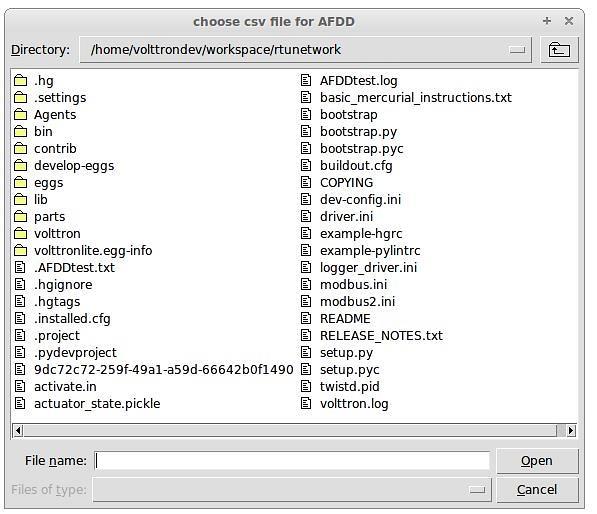 choose csv file for AFDD
Directory: /home/volttrondev/workspace/rtunetwork
.hg
.settings
Agents
bin
contrib
develop-eggs
eggs
lib
parts
volttron
volttronlite.egg-info
.AFDDtest.txt
.hgignore
.hgtags
.installed.cfg
.project
.pydevproject
9dc72c72-259f-49a1-a59d-66642b0f1490
activate.in
actuator_state.pickle
AFDDtest.log
basic_mercurial_instructions.txt
bootstrap
bootstrap.py
bootstrap.pyc
buildout.cfg
COPYING
dev-config.ini
driver.ini
example-hgrc
example-pylintrc
logger_driver.ini
modbus.ini
modbus2.ini
README
RELEASE_NOTES.txt
setup.py
setup.pyc
twistd.pid
volttron.log
File name:
Open
Files of type:
Cancel